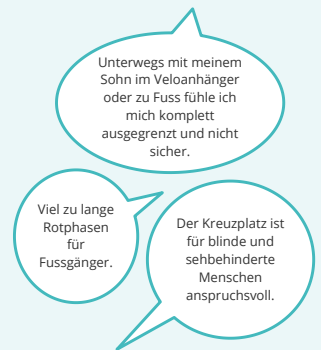 Unterwegs mit meinem
Sohn im Veloanhänger
oder zu Fuss fühle ich
mich komplett
ausgegrenzt und nicht
sicher.
Viel zu lange
Rotphasen
für
Fussgänger.
Der Kreuzplatz ist
für blinde und
sehbehinderte
Menschen
anspruchsvoll.